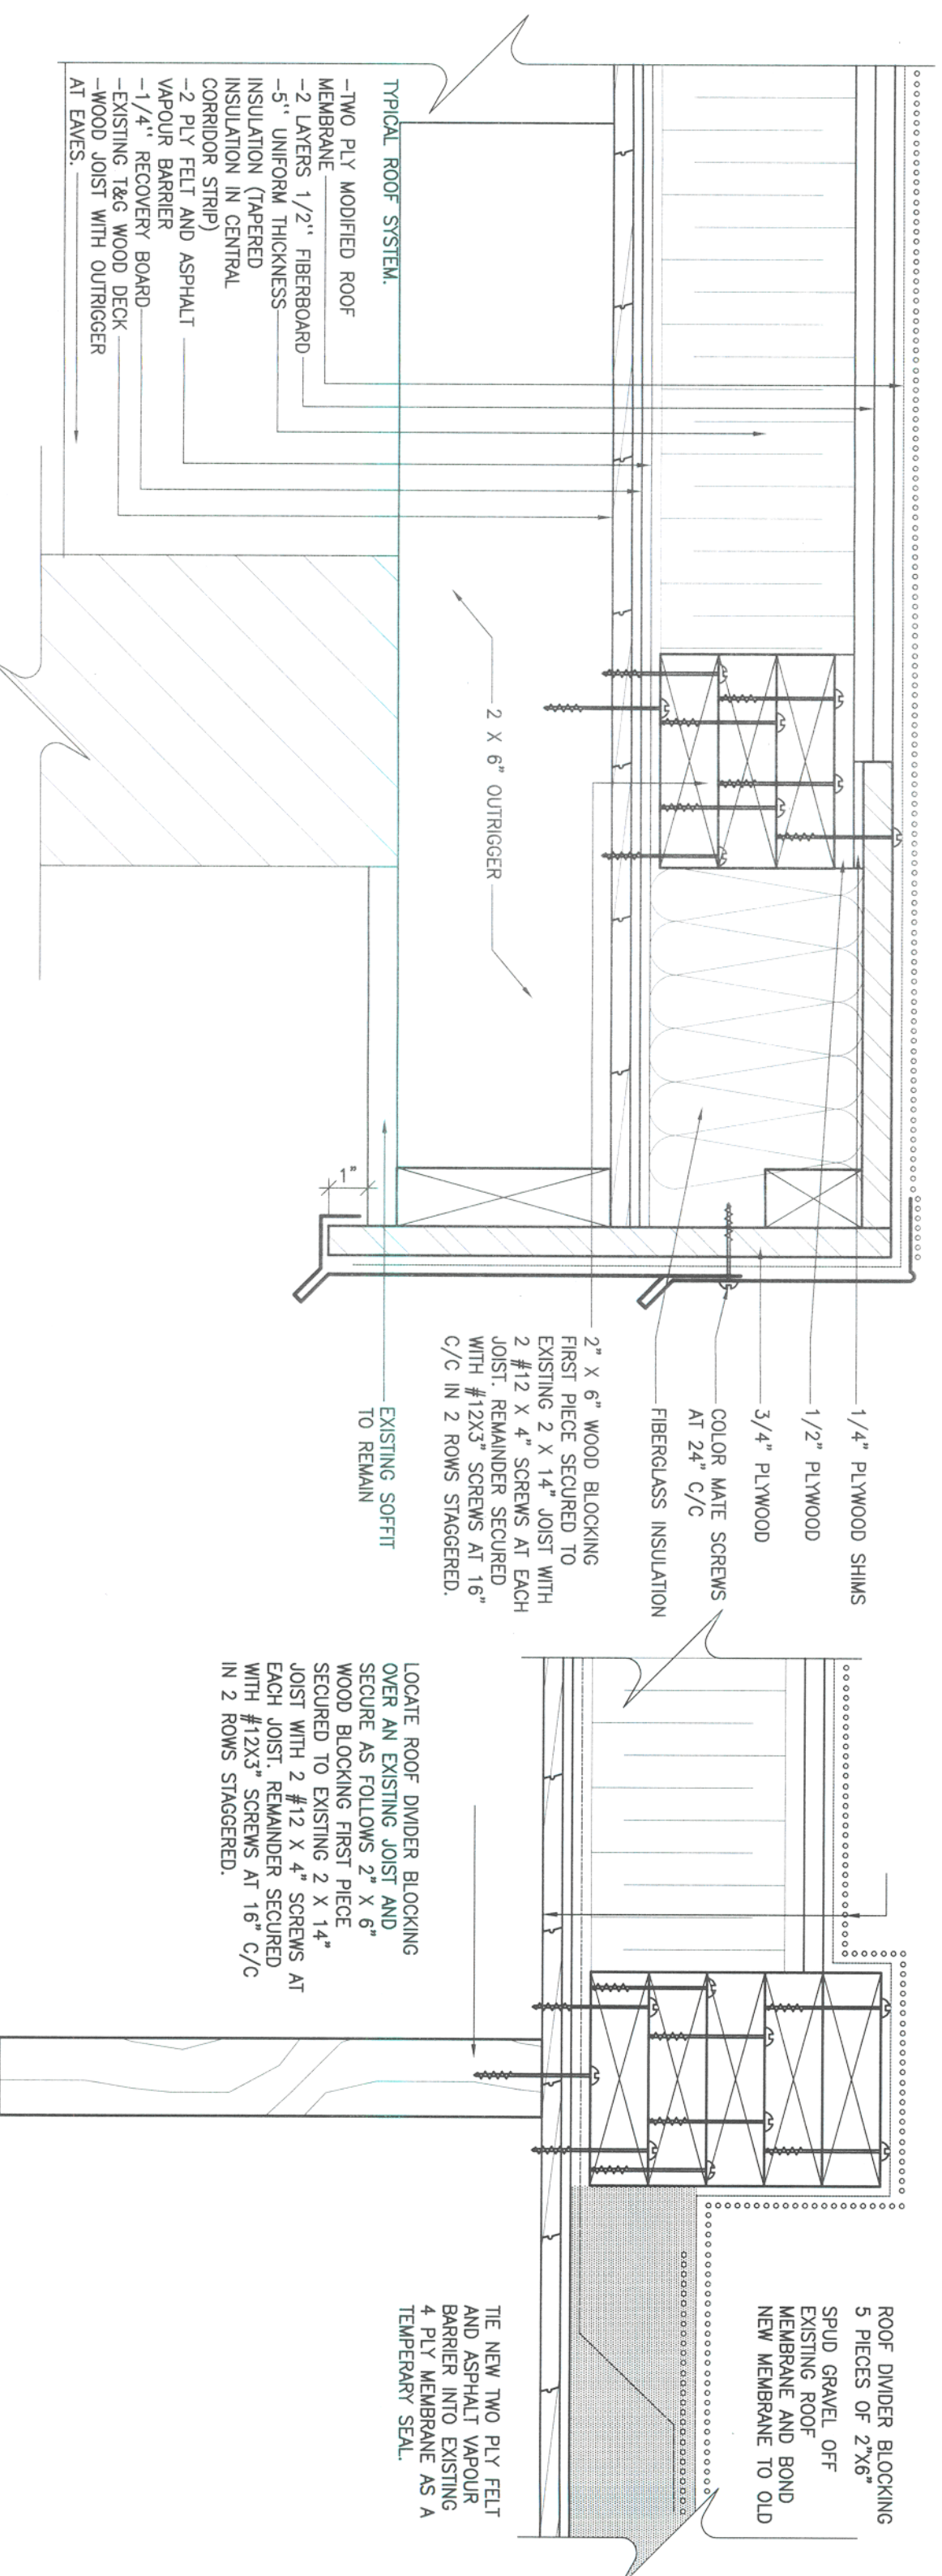 TYPICAL ROOF SYSTEM.
-TWO PLY MODIFIED ROOF
MEMBRANE
-2 LAYERS 1/2'' FIBERBOARD
-5'' UNIFORM THICKNESS
INSULATION (TAPERED
INSULATION IN CENTRAL
CORRIDOR STRIP)
-2 PLY FELT AND ASPHALT
VAPOUR BARRIER
-1/4'' RECOVERY BOARD
-EXISTING T&G WOOD DECK
-WOOD JOIST WITH OUTRIGGER
AT EAVES.
2 X 6" OUTRIGGER
1"
1/4" PLYWOOD SHIMS
1/2" PLYWOOD
3/4" PLYWOOD
COLOR MATE SCREWS
AT 24" C/C
FIBERGLASS INSULATION
2" X 6" WOOD BLOCKING
FIRST PIECE SECURED TO
EXISTING 2 X 14" JOIST WITH
2 #12 X 4" SCREWS AT EACH
JOIST. REMAINDER SECURED
WITH #12X3" SCREWS AT 16"
C/C IN 2 ROWS STAGGERED.
EXISTING SOFFIT
TO REMAIN
LOCATE ROOF DIVIDER BLOCKING
OVER AN EXISTING JOIST AND
SECURE AS FOLLOWS 2" X 6"
WOOD BLOCKING FIRST PIECE
SECURED TO EXISTING 2 X 14"
JOIST WITH 2 #12 X 4" SCREWS AT
EACH JOIST. REMAINDER SECURED
WITH #12X3" SCREWS AT 16" C/C
IN 2 ROWS STAGGERED.
ROOF DIVIDER BLOCKING
5 PIECES OF 2"X6"
SPUD GRAVEL OFF
EXISTING ROOF
MEMBRANE AND BOND
NEW MEMBRANE TO OLD
TIE NEW TWO PLY FELT
AND ASPHALT VAPOUR
BARRIER INTO EXISTING
4 PLY MEMBRANE AS A
TEMPERARY SEAL.